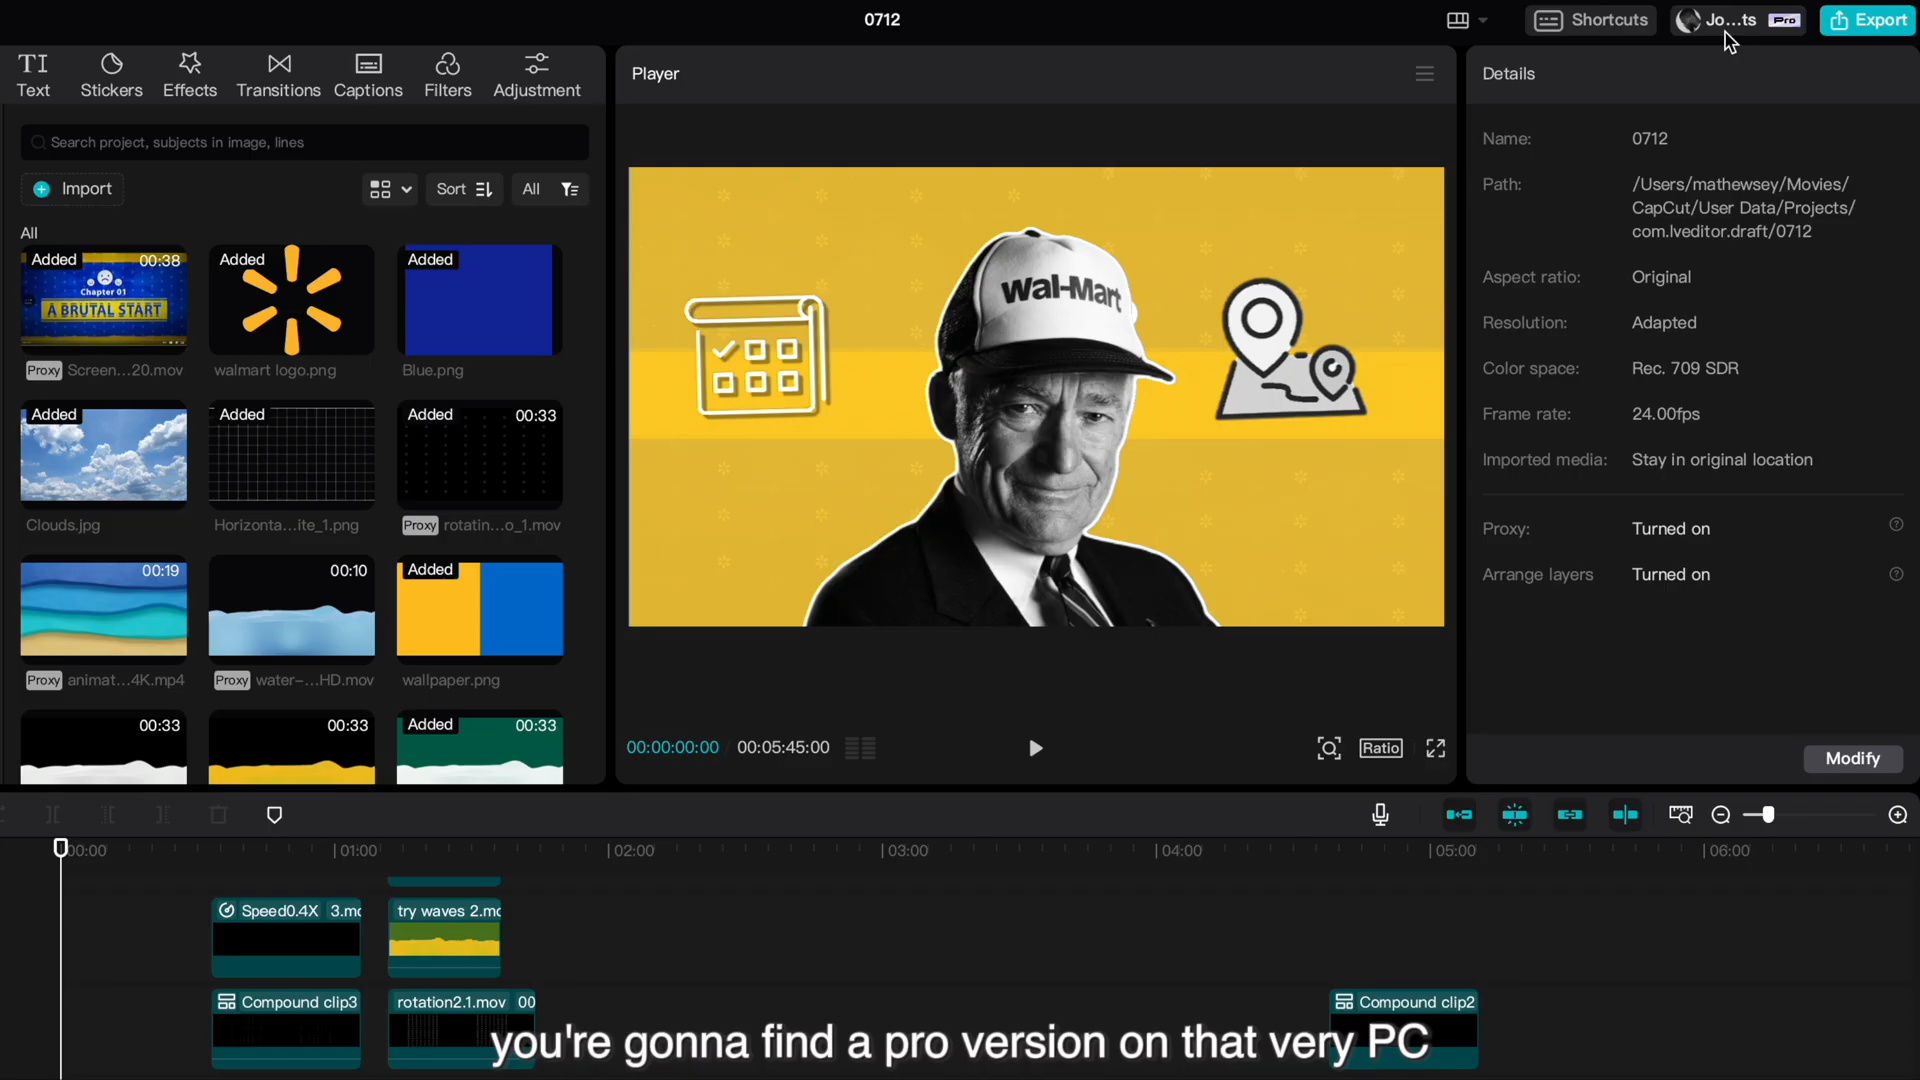 0712
Shortcuts
Jo...ts
Pro
Export
TI
Text
Stickers
Effects
Transitions
Captions
Filters
Adjustment
Search project, subjects in image, lines
Import
Sort
All
All
Added
00:38
Chapter 01
A BRUTAL START
Added
Added
Proxy
Screen...20.mov
walmart logo.png
Blue.png
Added
Added
Added
00:33
Clouds.jpg
Horizonta...ite_1.png
Proxy
rotatin...o_1.mov
00:19
00:10
Added
Proxy
animat...4K.mp4
Proxy
water-...HD.mov
wallpaper.png
00:33
00:33
Added
00:33
Player
Wal-Mart
00:00:00:00
00:05:45:00
Ratio
Details
Name:
0712
Path:
/Users/mathewsey/Movies/
CapCut/User Data/Projects/
com.lveditor.draft/0712
Aspect ratio:
Original
Resolution:
Adapted
Color space:
Rec. 709 SDR
Frame rate:
24.00fps
Imported media:
Stay in original location
Proxy:
Turned on
Arrange layers
Turned on
Modify
00:00
01:00
02:00
03:00
04:00
05:00
06:00
Speed0.4X 3.mo
try waves 2.mo
Compound clip3
rotation2.1.mov 00
Compound clip2
you're gonna find a pro version on that very PC